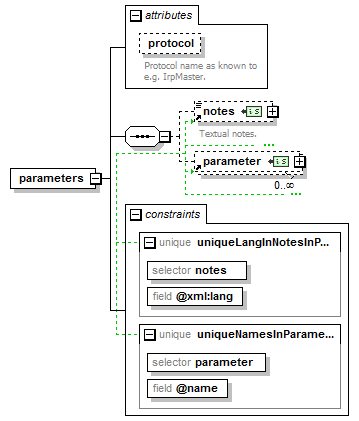 attributes
protocol
Protocol name as known to
e.g. IrpMaster.
notes
Textual notes.
parameters
parameter
0..∞
constraints
unique uniqueLangInNotesInP...
selector notes
field @xml:lang
unique uniqueNamesInParame...
selector parameter
field @name